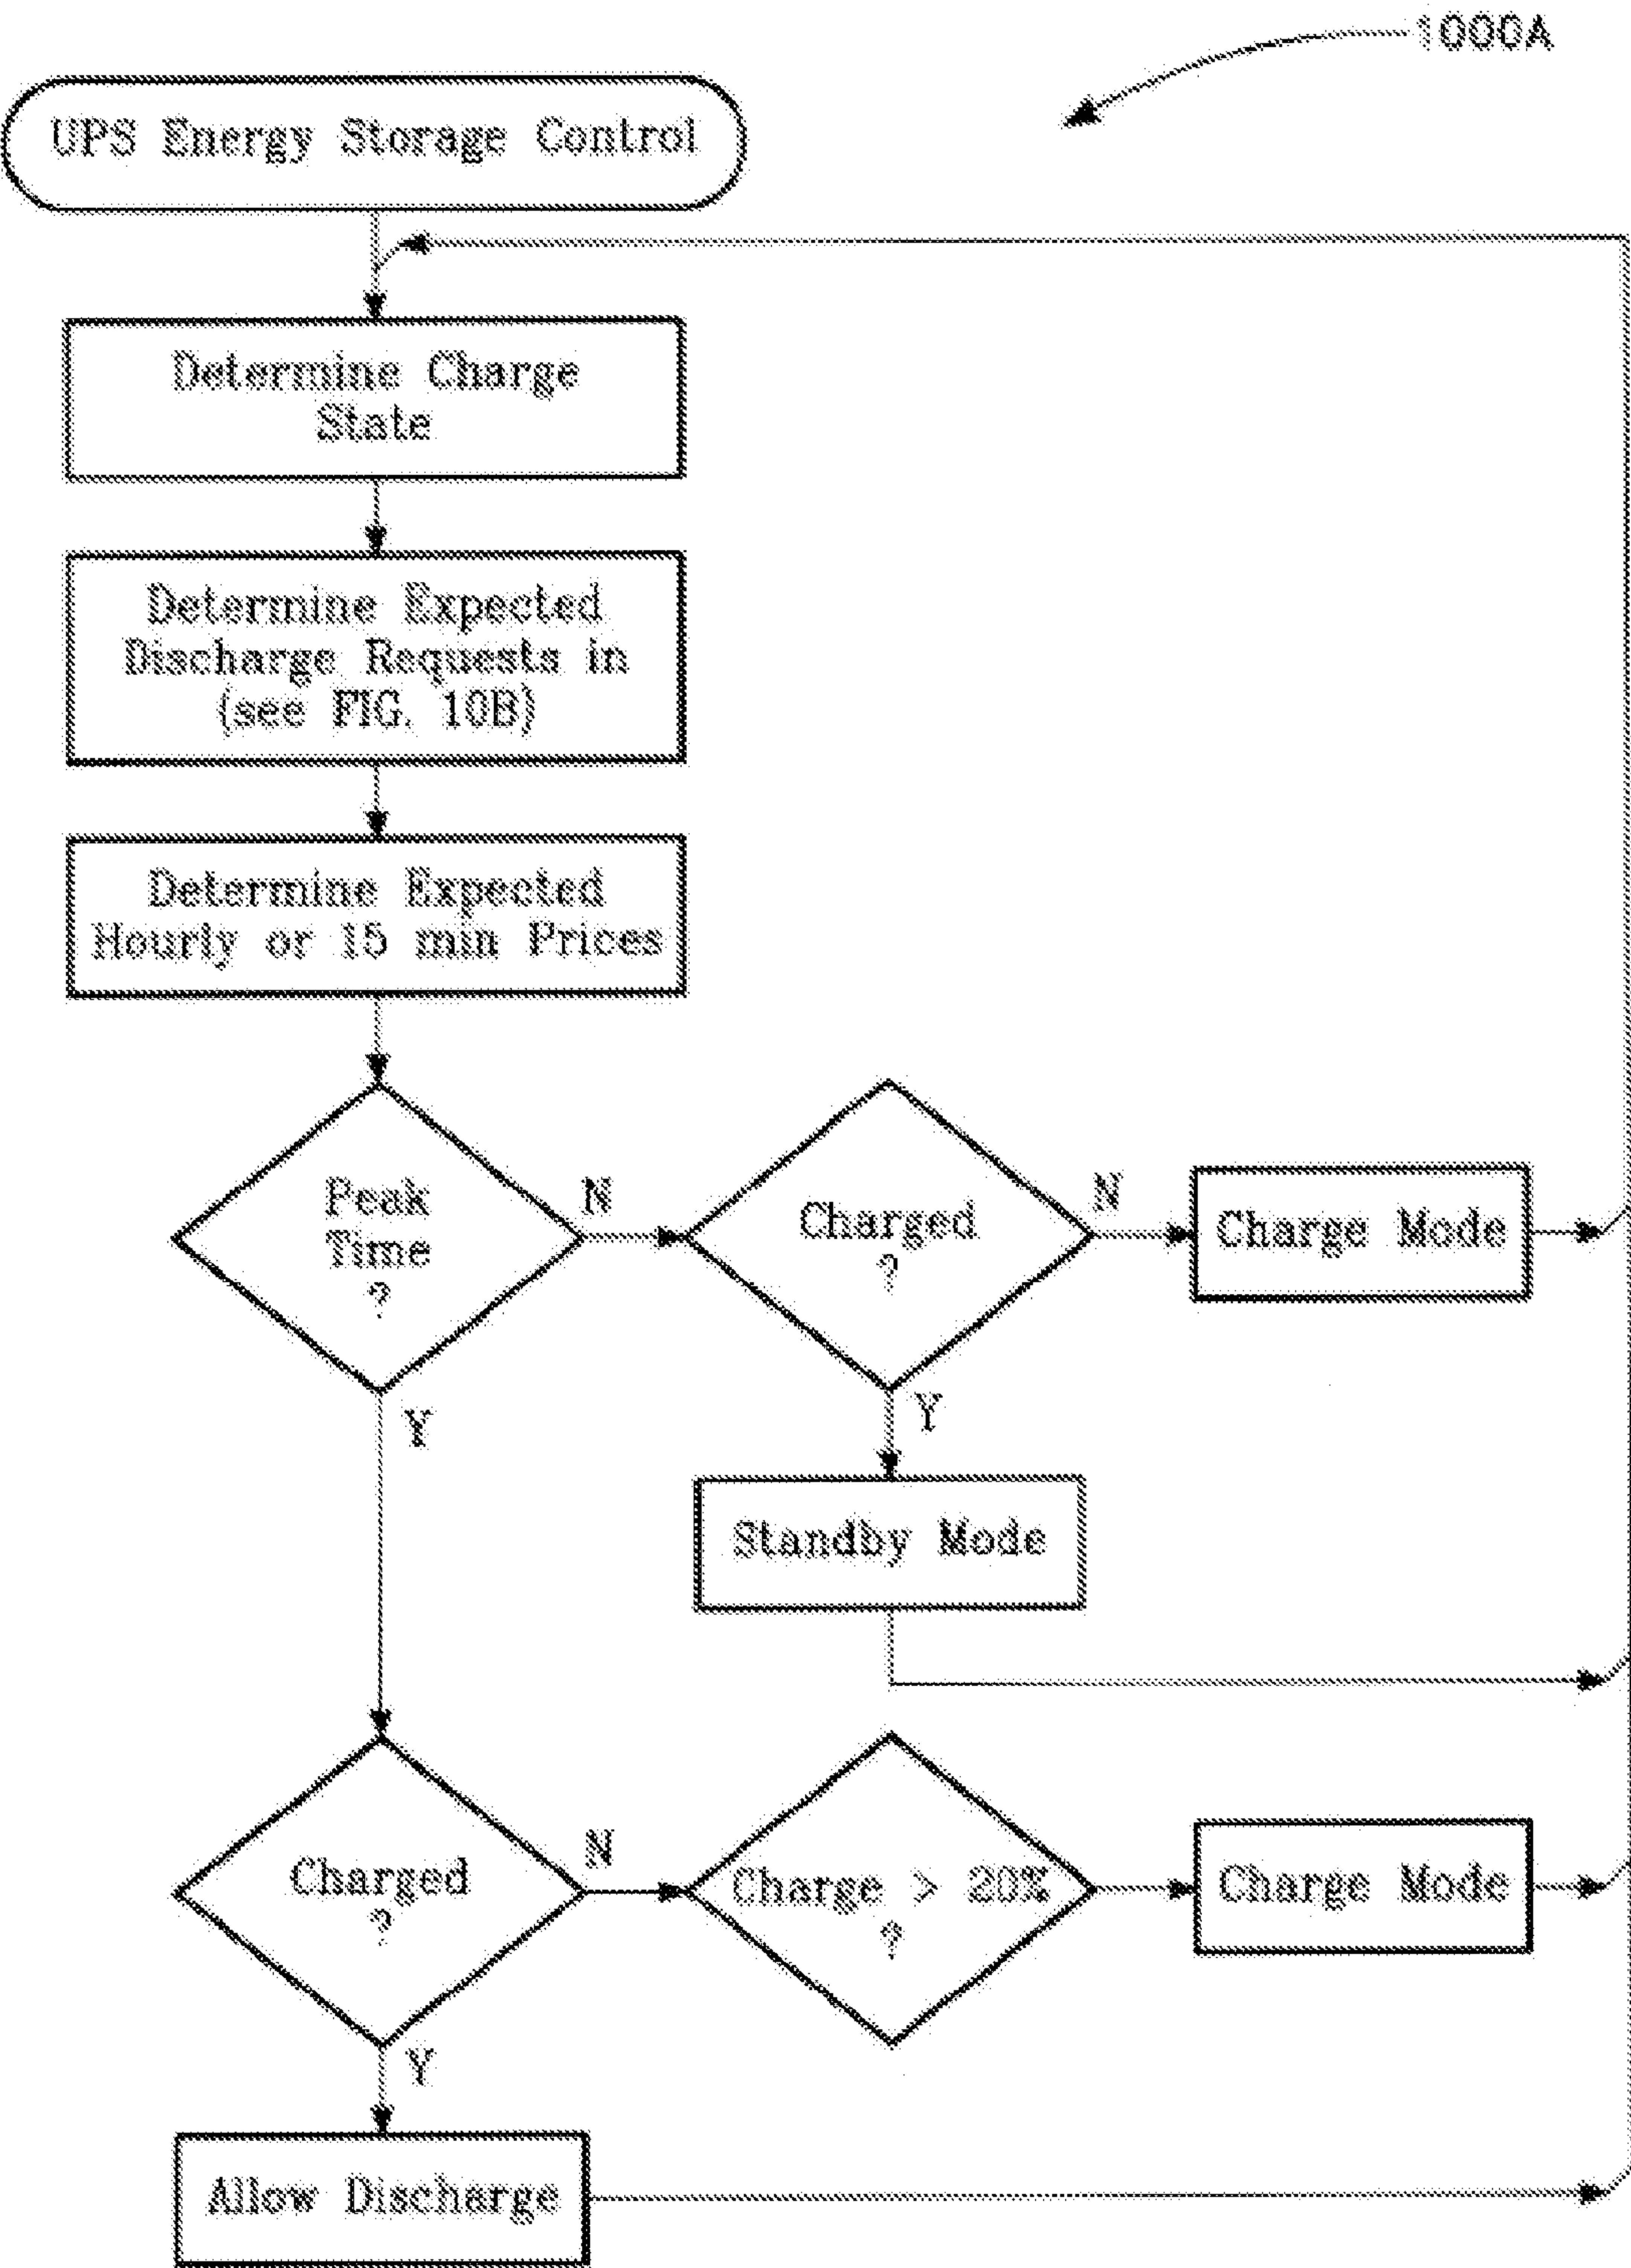 1000A
UPS Energy Storage Control
Determine Charge
State
Determine Expected
Discharge Requests in
(see FIG. 10B)
Determine Expected
Hourly or 15 min Prices
Peak
Time
?
N
Charged
?
N
Charge Mode
Y
Y
Standby Mode
Charged
?
N
Charge > 20%
?
Charge Mode
Y
Allow Discharge